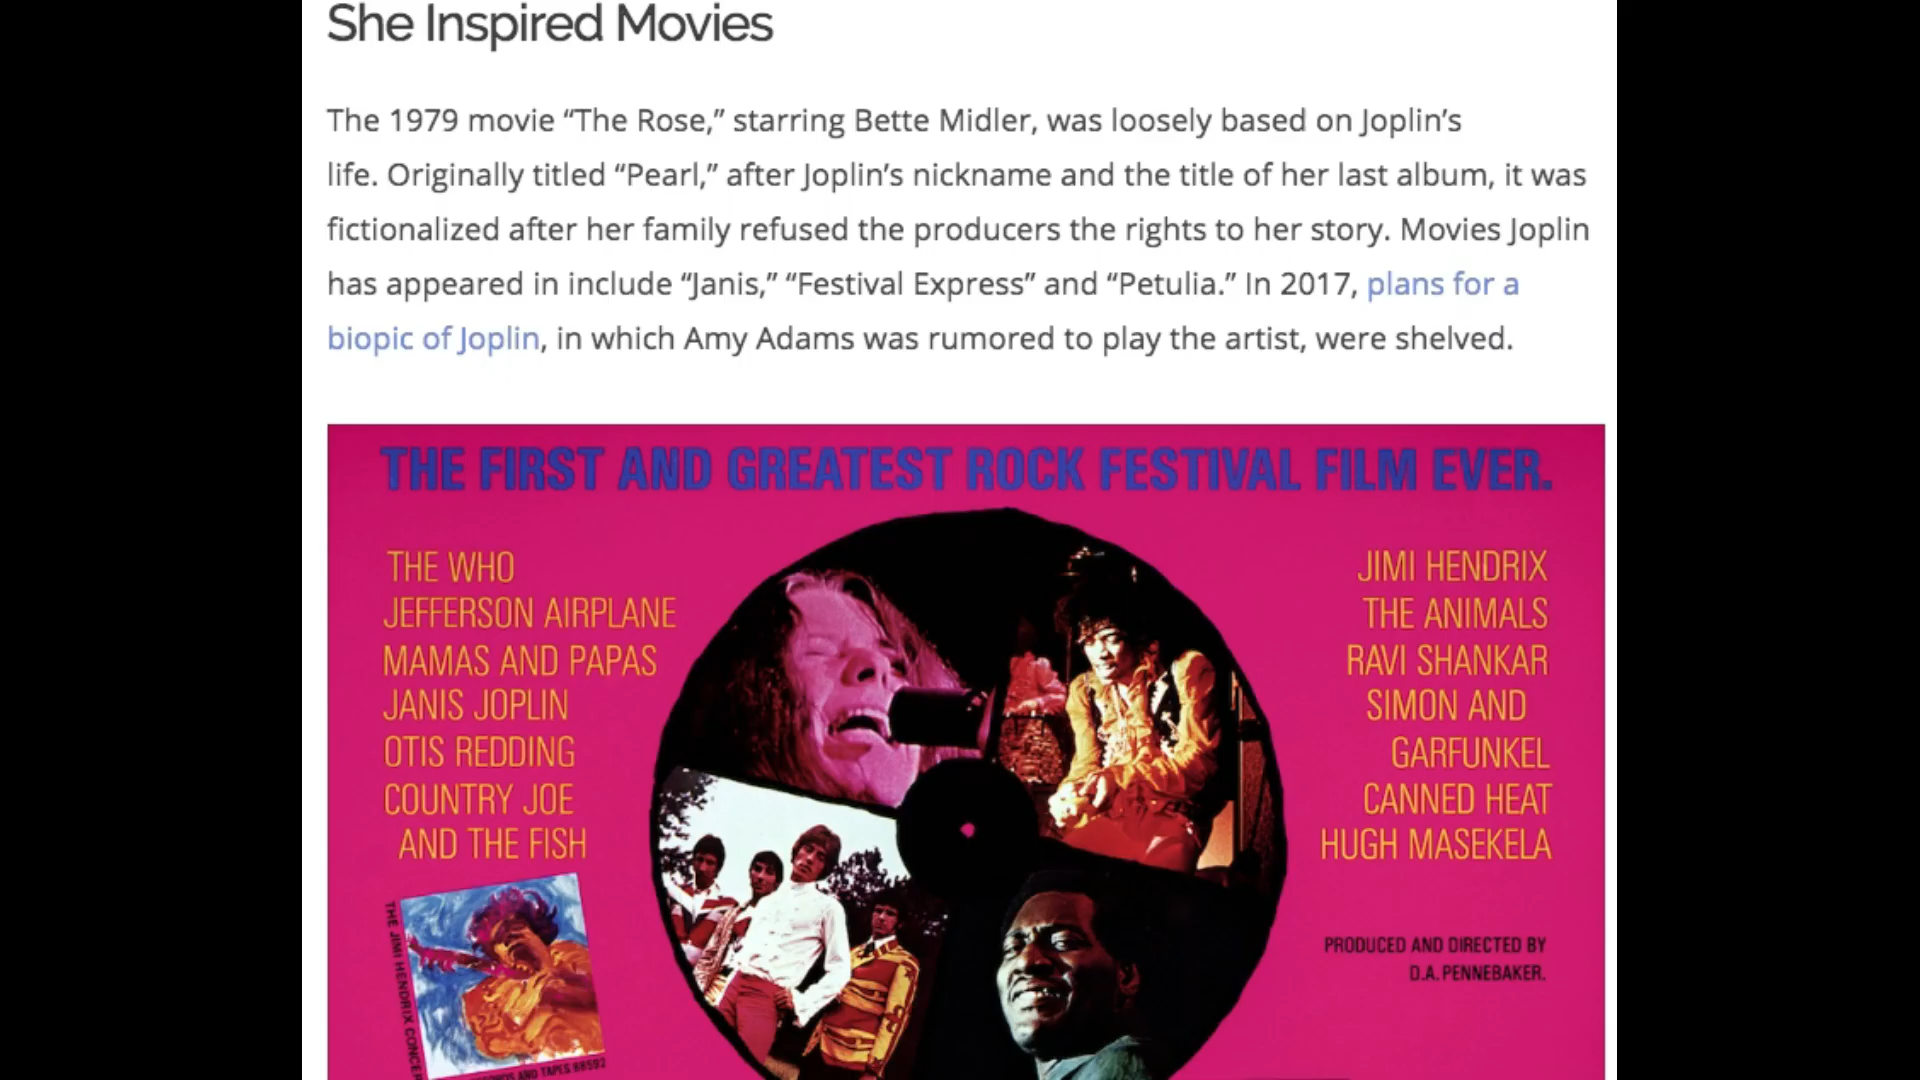 She Inspired Movies
The 1979 movie “The Rose,” starring Bette Midler, was loosely based on Joplin’s
life. Originally titled “Pearl,” after Joplin’s nickname and the title of her last album, it was
fictionalized after her family refused the producers the rights to her story. Movies Joplin
has appeared in include “Janis,” “Festival Express” and “Petulia.” In 2017, plans for a
biopic of Joplin, in which Amy Adams was rumored to play the artist, were shelved.
THE FIRST AND GREATEST ROCK FESTIVAL FILM EVER.
THE WHO
JEFFERSON AIRPLANE
MAMAS AND PAPAS
JANIS JOPLIN
OTIS REDDING
COUNTRY JOE
AND THE FISH
JIMI HENDRIX
THE ANIMALS
RAVI SHANKAR
SIMON AND
GARFUNKEL
CANNED HEAT
HUGH MASEKELA
PRODUCED AND DIRECTED BY
D.A. PENNEBAKER.
THE JIMI HENDRIX
AND TAPES 88592